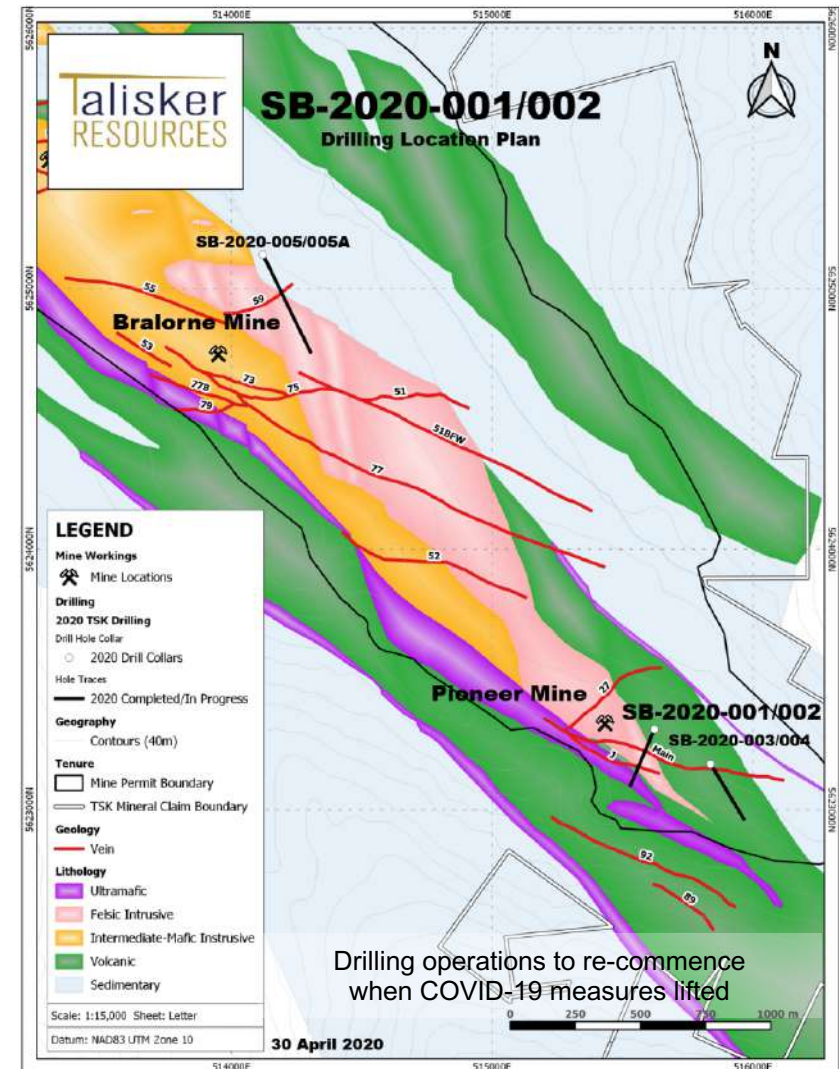 514000E
515000E
516000E
5626000N
5626000N
Talisker
RESOURCES
SB-2020-001/002
Drilling Location Plan
N
SB-2020-005/005A
5625000N
5625000N
55
59
Bralorne Mine
53
73
75
77B
79
51
51BFW
77
52
5624000N
5624000N
LEGEND
Mine Workings
Mine Locations
Drilling
2020 TSK Drilling
Drill Hole Collar
2020 Drill Collars
Hole Traces
2020 Completed/In Progress
Geography
Contours (40m)
Tenure
Mine Permit Boundary
TSK Mineral Claim Boundary
Geology
Vein
Lithology
Ultramafic
Felsic Intrusive
Intermediate-Mafic Instrusive
Volcanic
Sedimentary
Scale: 1:15,000 Sheet: Letter
Datum: NAD83 UTM Zone 10
27
Pioneer Mine
SB-2020-001/002
SB-2020-003/004
Main
J
5623000N
5623000N
92
89
Drilling operations to re-commence
when COVID-19 measures lifted
0 250 500 750 1000 m
30 April 2020
514000E
515000E
516000E